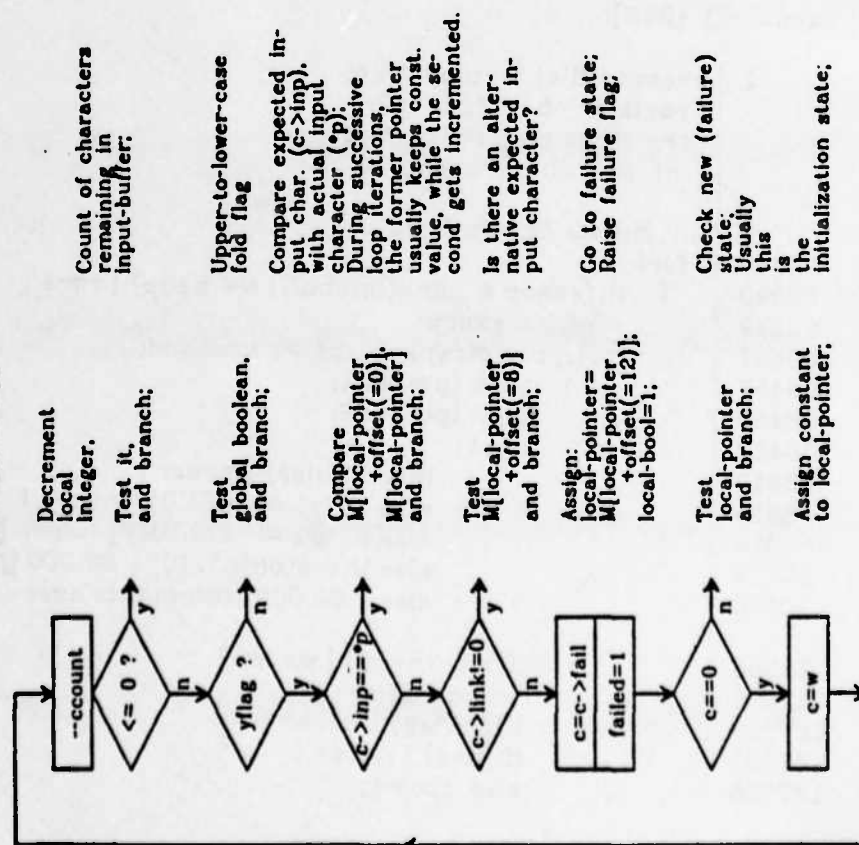 --ccount
Decrement
local
integer,
<= 0 ?
y
n
Test it,
and branch;
Count of characters
remaining in
input-buffer;
yflag ?
n
y
Test
global boolean,
and branch;
Upper-to-lower-case
fold flag
c->inp==*p
y
n
Compare
M[local-pointer
+offset(=0)],
M[local-pointer]
and branch;
Compare expected in-
put char. (c->inp),
with actual input
character (*p);
During successive
loop iterations,
the former pointer
usually keeps const.
value, while the se-
cond gets incremented.
c->link!=0
y
n
Test
M[local-pointer
+offset(=8)]
and branch;
Is there an alter-
native expected in-
put character?
c=c->fail
failed=1
Assign:
local-pointer=
M[local-pointer
+offset(=12)];
local-bool=1;
Go to failure state;
Raise failure flag;
c==0
n
y
Test
local-pointer
and branch;
Check new (failure)
state;
Usually
this
is
the
initialization state;
c=w
Assign constant
to local-pointer;